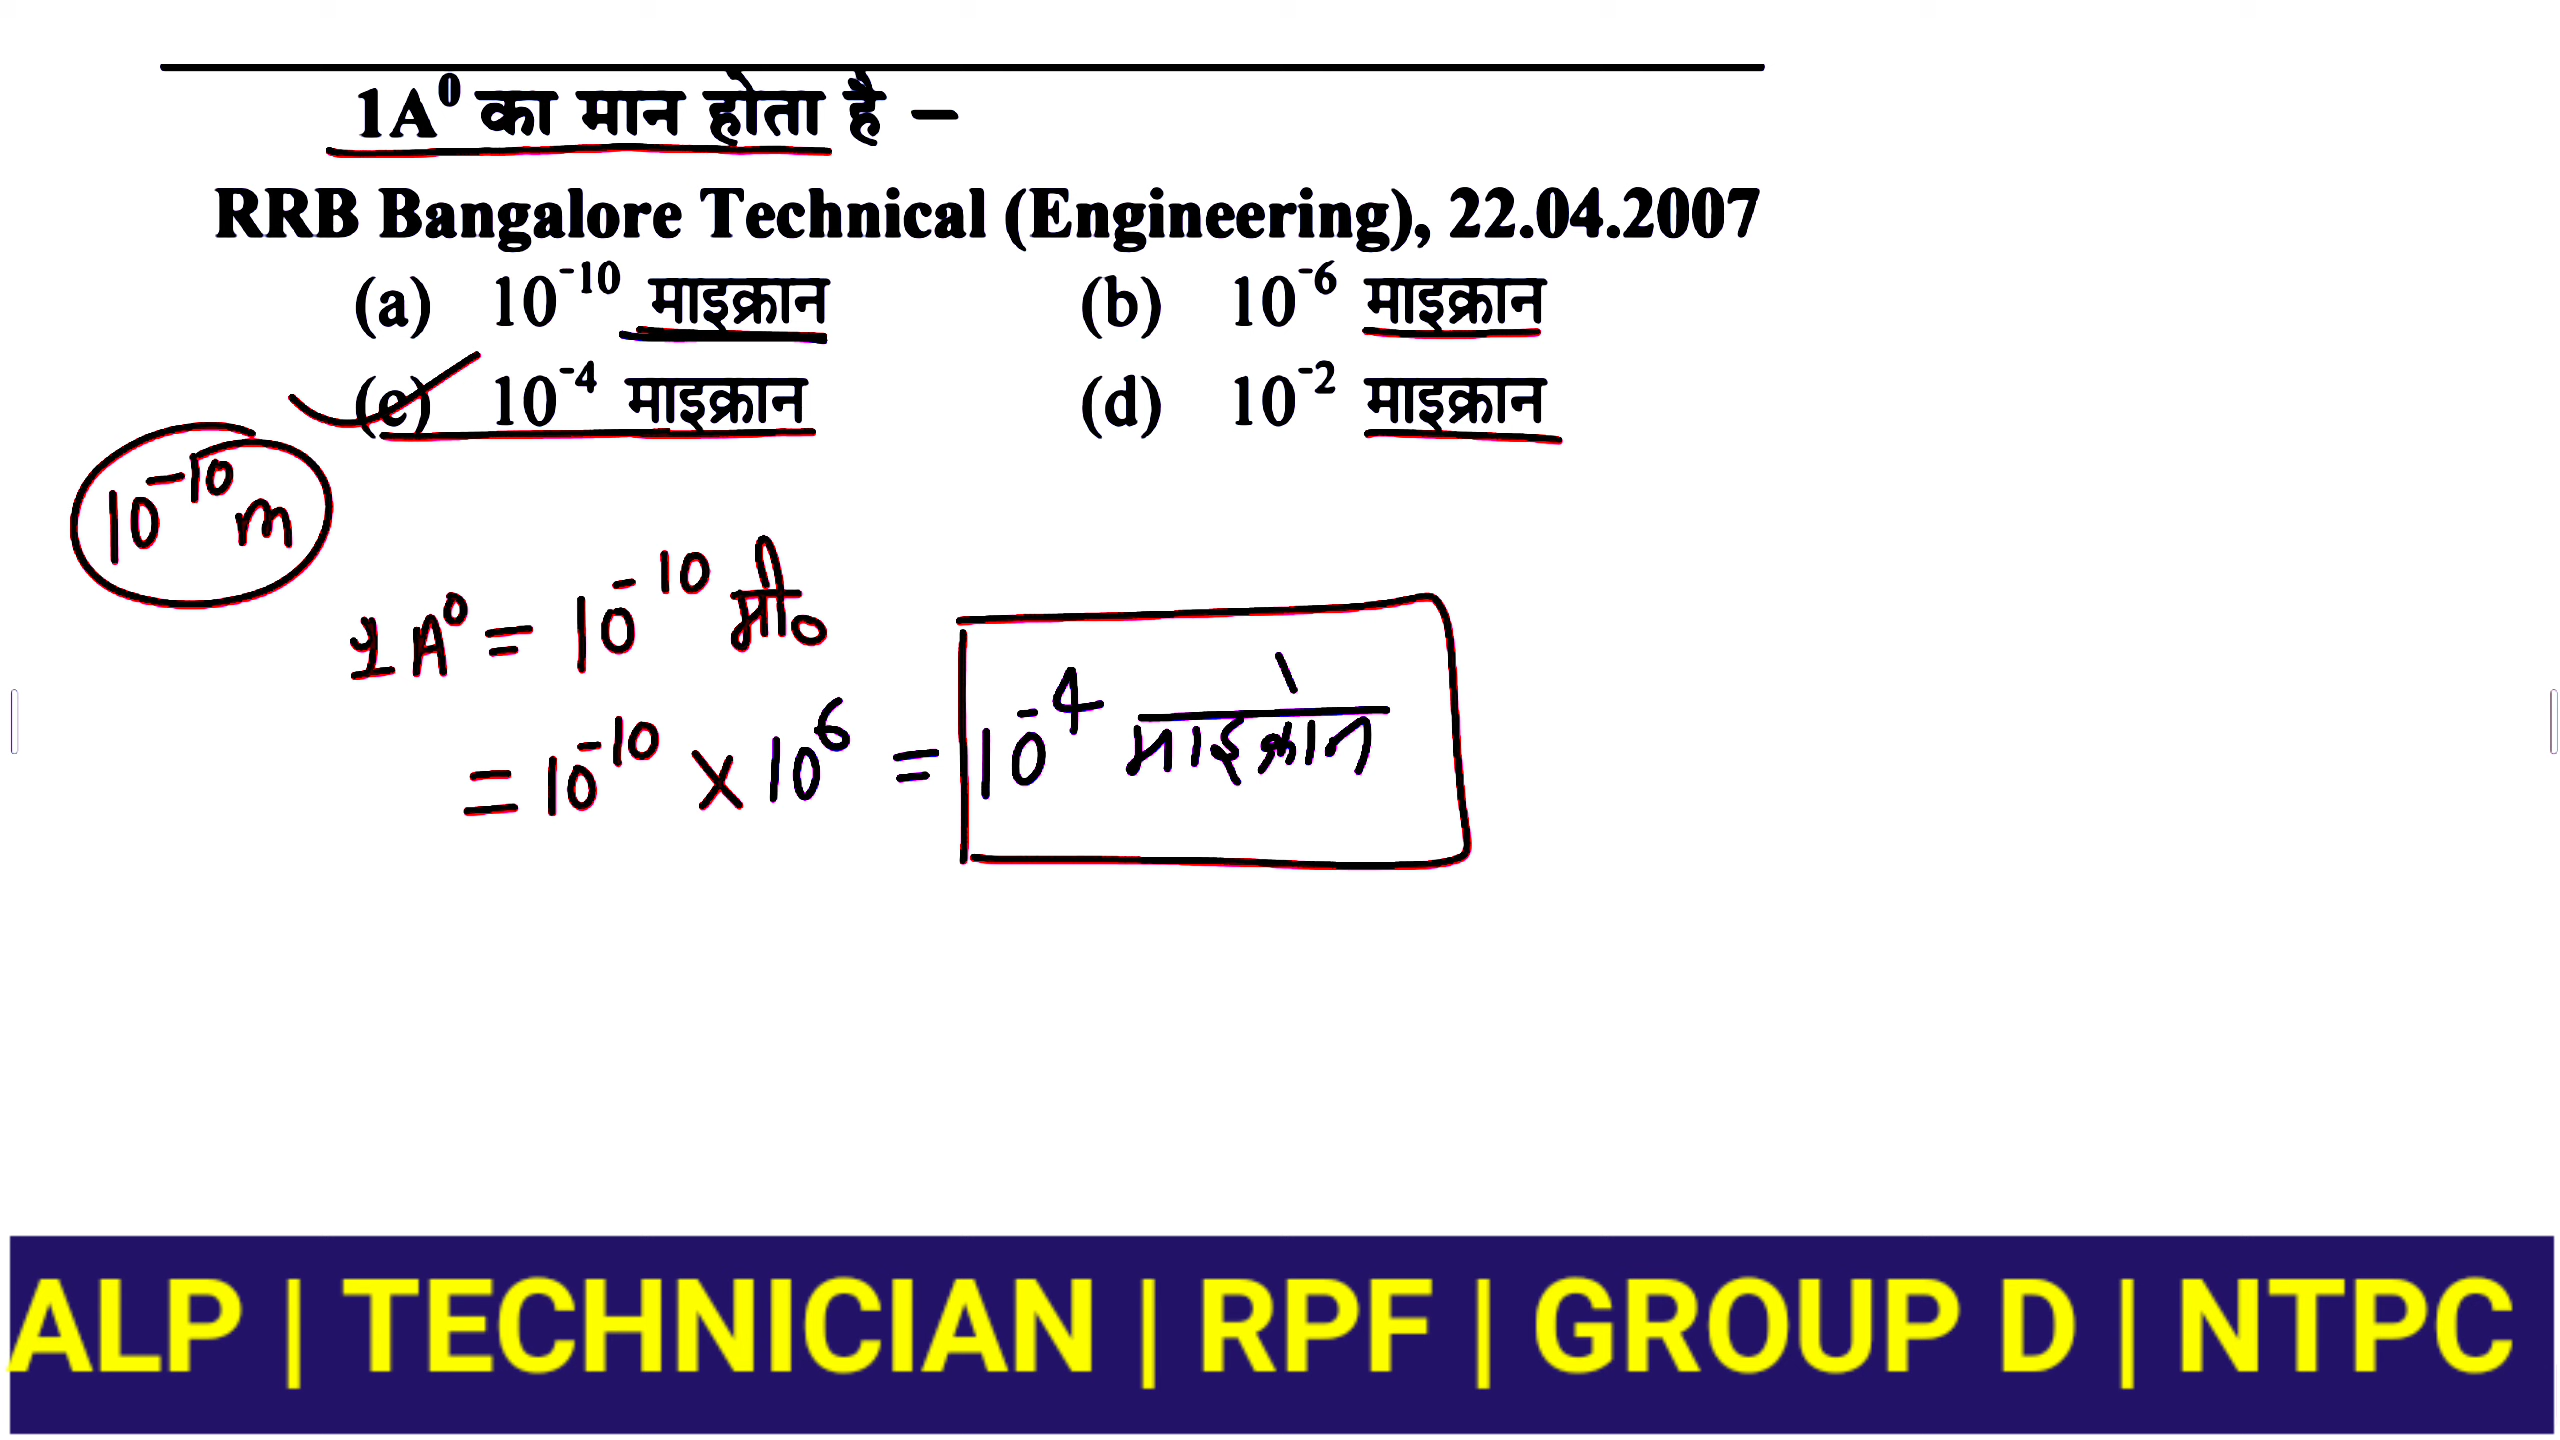 1A⁰ का मान होता है –
RRB Bangalore Technical (Engineering), 22.04.2007
(a) 10⁻¹⁰ माइक्रान (b) 10⁻⁶ माइक्रान
(c) 10⁻⁴ माइक्रान (d) 10⁻² माइक्रान
10⁻¹⁰ m
1A⁰ = 10⁻¹⁰ मी०
= 10⁻¹⁰ × 10⁶ = 10⁻⁴ माइक्रोन
ALP | TECHNICIAN | RPF | GROUP D | NTPC